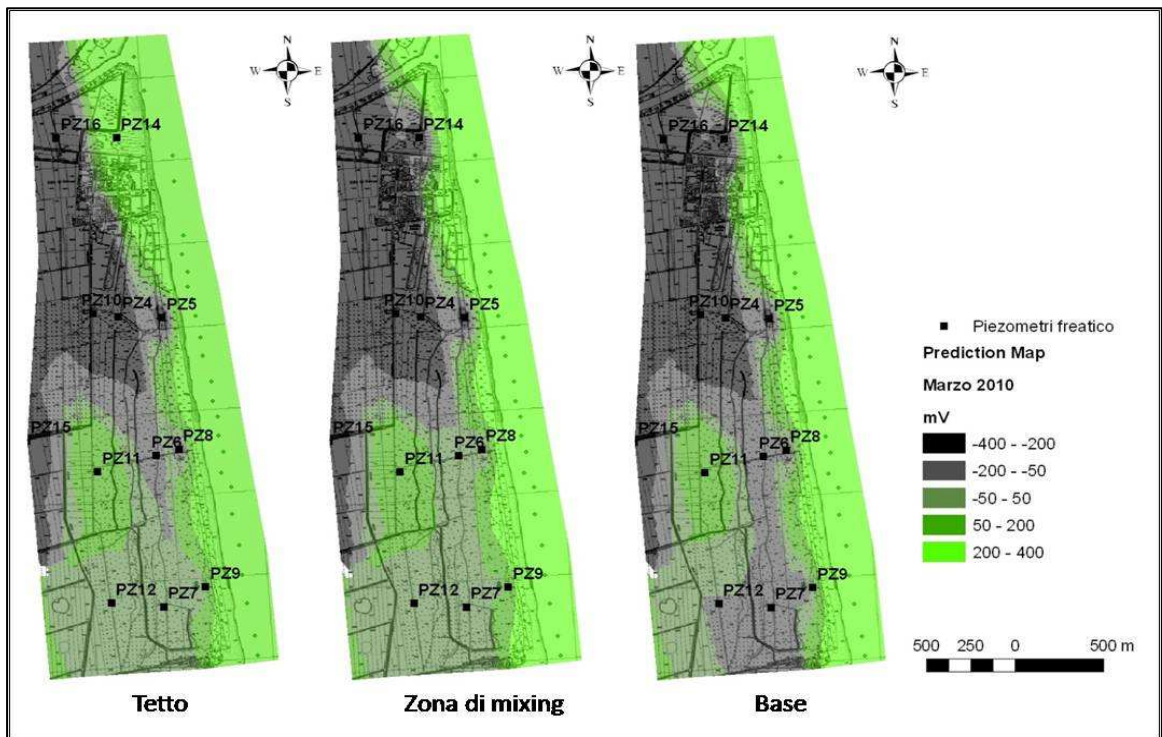 N
W E
S
N
W E
S
N
W E
S
PZ16 PZ14
PZ10 PZ4 PZ5
PZ15
PZ6 PZ8
PZ11
PZ9
PZ12 PZ7
Tetto
PZ16 PZ14
PZ10 PZ4 PZ5
PZ15
PZ6 PZ8
PZ11
PZ9
PZ12 PZ7
Zona di mixing
PZ16 PZ14
PZ10 PZ4 PZ5
PZ15
PZ6 PZ8
PZ11
PZ9
PZ12 PZ7
Base
Piezometri freatico
Prediction Map
Marzo 2010
mV
-400 - -200
-200 - -50
-50 - 50
50 - 200
200 - 400
500 250 0 500 m